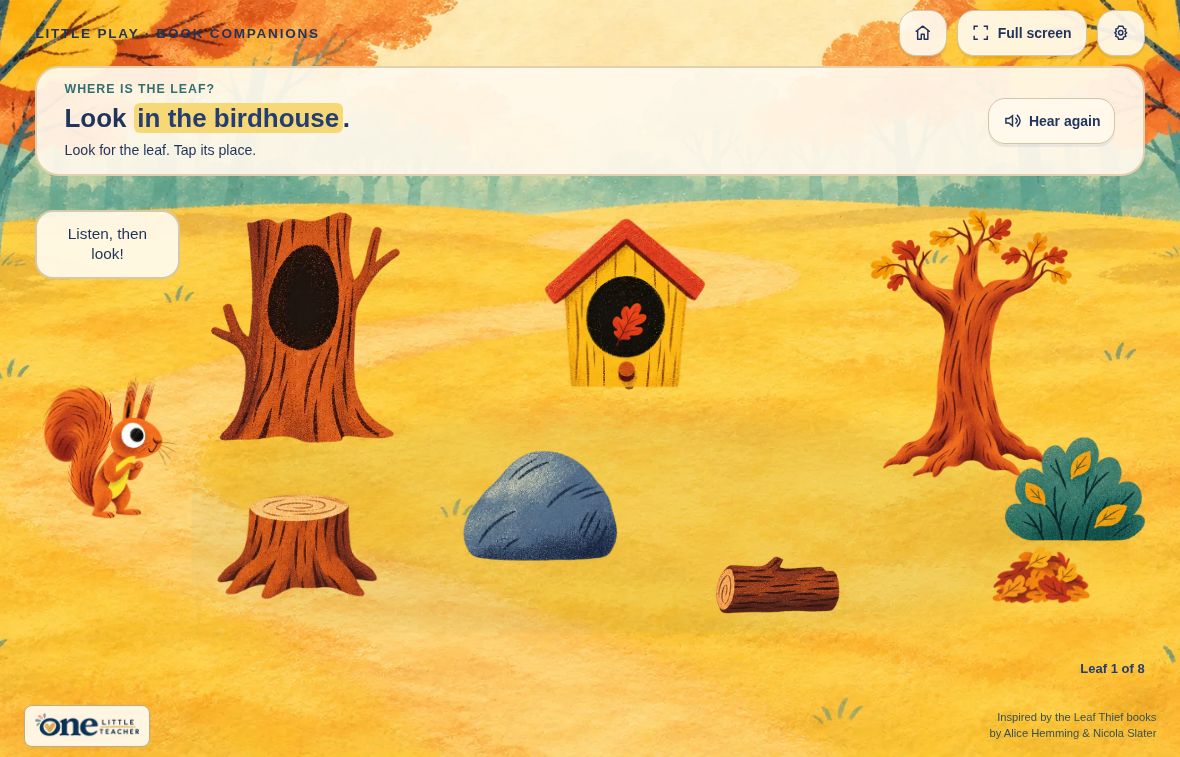 LITTLE PLAY · BOOK COMPANIONS
Full screen
WHERE IS THE LEAF?
Look in the birdhouse.
Look for the leaf. Tap its place.
Hear again
Listen, then
look!
Leaf 1 of 8
one LITTLE
TEACHER
Inspired by the Leaf Thief books
by Alice Hemming & Nicola Slater